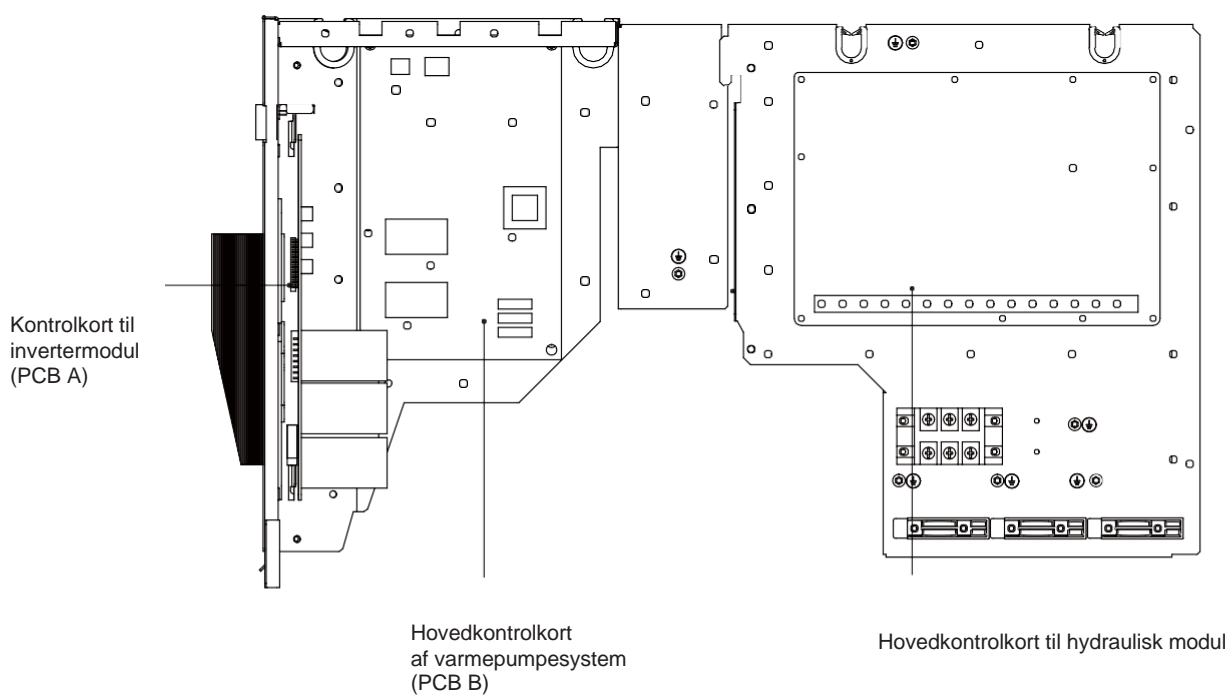 Kontrolkort til
invertermodul
(PCB A)
Hovedkontrolkort
af varmepumpesystem
(PCB B)
Hovedkontrolkort til hydraulisk modul